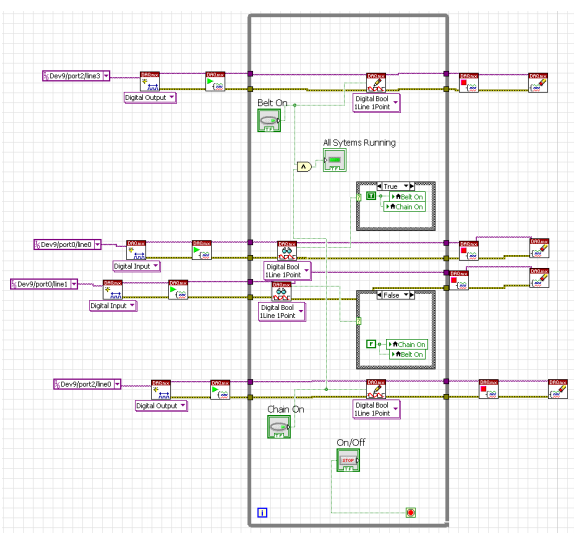 Dev9/port2/line3
DAQmx
DAQmx
DAQmx
DAQmx
DAQmx
Digital Output
Digital Bool
1Line 1Point
Belt On
All Sytems Running
True
Belt On
Chain On
Dev9/port0/line0
DAQmx
DAQmx
DAQmx
DAQmx
DAQmx
Digital Input
Digital Bool
1Line 1Point
Dev9/port0/line1
DAQmx
DAQmx
DAQmx
DAQmx
DAQmx
Digital Input
Digital Bool
1Line 1Point
False
F
Chain On
Belt On
Dev9/port2/line0
DAQmx
DAQmx
DAQmx
DAQmx
DAQmx
Digital Output
Digital Bool
1Line 1Point
Chain On
On/Off
STOP
i